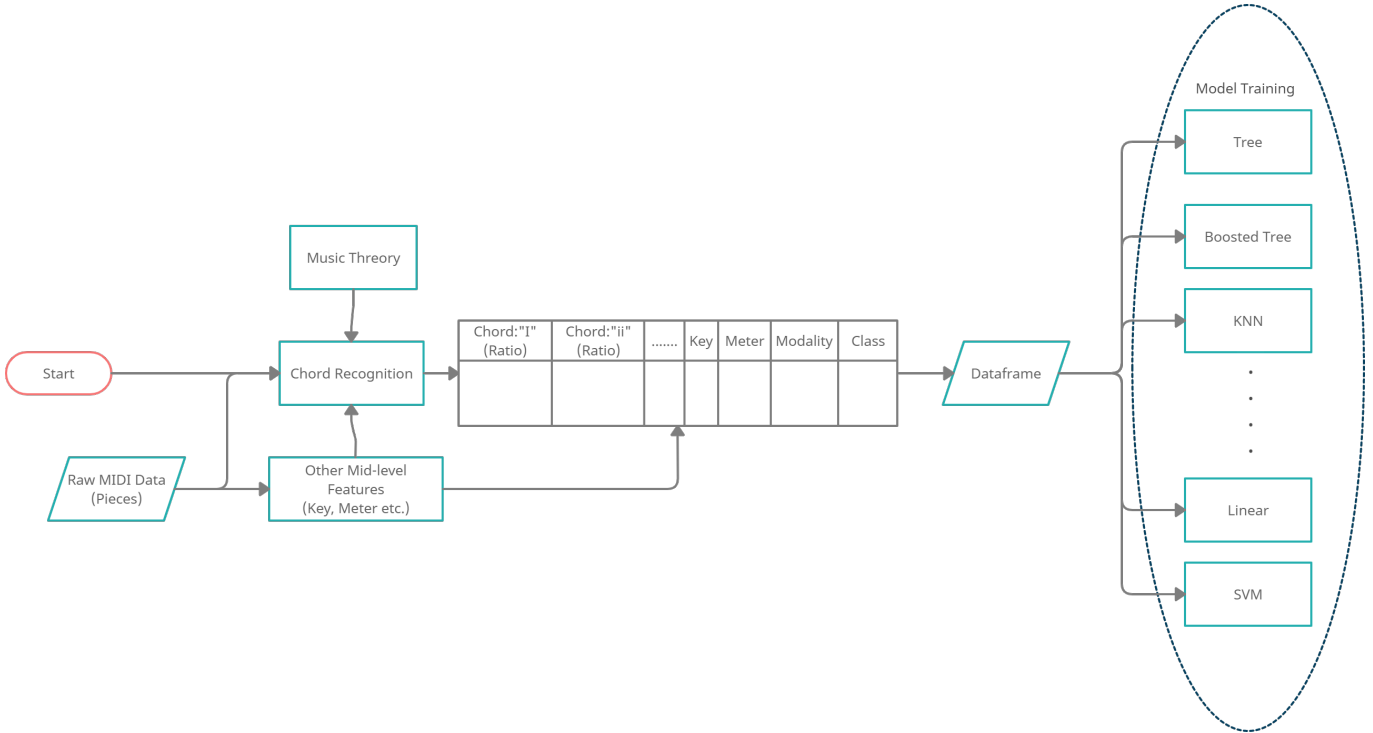 Model Training
Tree
Boosted Tree
KNN
Linear
SVM
Music Threory
Start
Chord Recognition
Chord:"I"
(Ratio)
Chord:"ii"
(Ratio)
.......
Key
Meter
Modality
Class
Dataframe
Raw MIDI Data
(Pieces)
Other Mid-level
Features
(Key, Meter etc.)